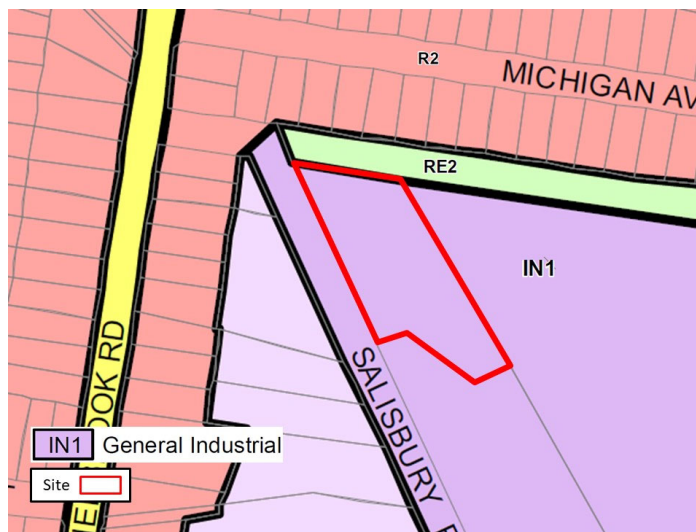 R2
MICHIGAN AV
RE2
IN1
OOK RD
SALISBURY
IN1 General Industrial
Site